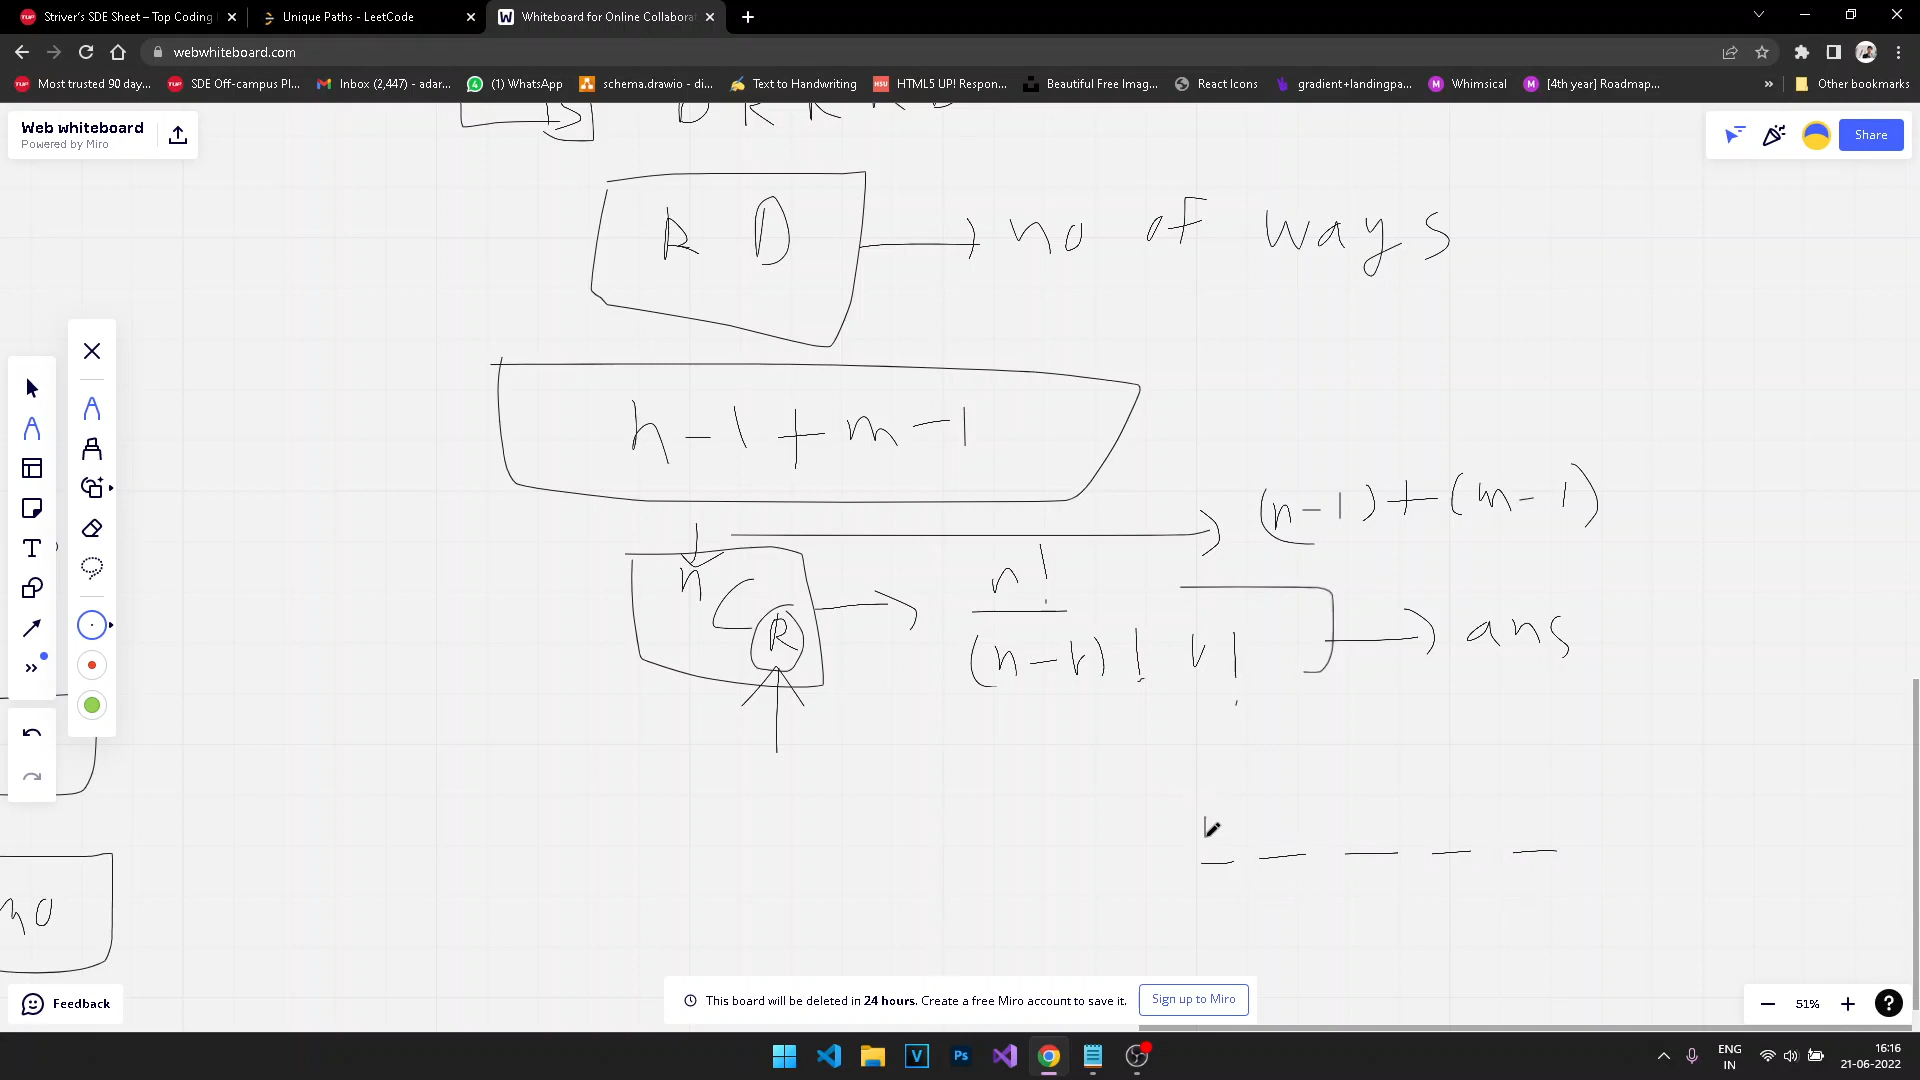 Striver's SDE Sheet – Top Coding
Unique Paths - LeetCode
Whiteboard for Online Collabora
webwhiteboard.com
Most trusted 90 day...
SDE Off-campus Pl...
Inbox (2,447) - adar...
(1) WhatsApp
schema.drawio - di...
Text to Handwriting
HTML5 UP! Respon...
Beautiful Free Imag...
React Icons
gradient+landingpa...
Whimsical
[4th year] Roadmap...
Other bookmarks
Web whiteboard
Powered by Miro
Share
D R R R D
R D → no of ways
n-1+m-1
(n-1)+(m-1)
n C R → n! / (n-r)! r! → ans
no
Feedback
This board will be deleted in 24 hours. Create a free Miro account to save it.
Sign up to Miro
51%
ENG
IN
16:16
21-06-2022